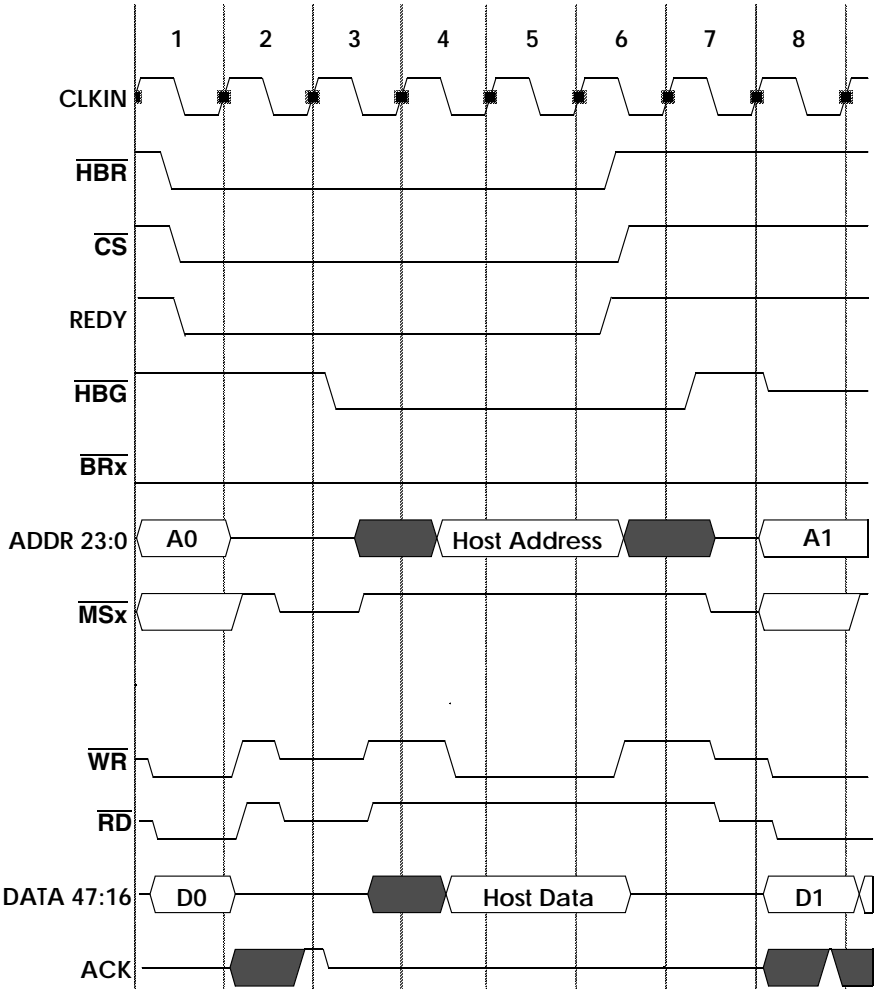 1 2 3 4 5 6 7 8
CLKIN
HBR
CS
REDY
HBG
BRx
ADDR 23:0 A0 Host Address A1
MSx
WR
RD
DATA 47:16 D0 Host Data D1
ACK